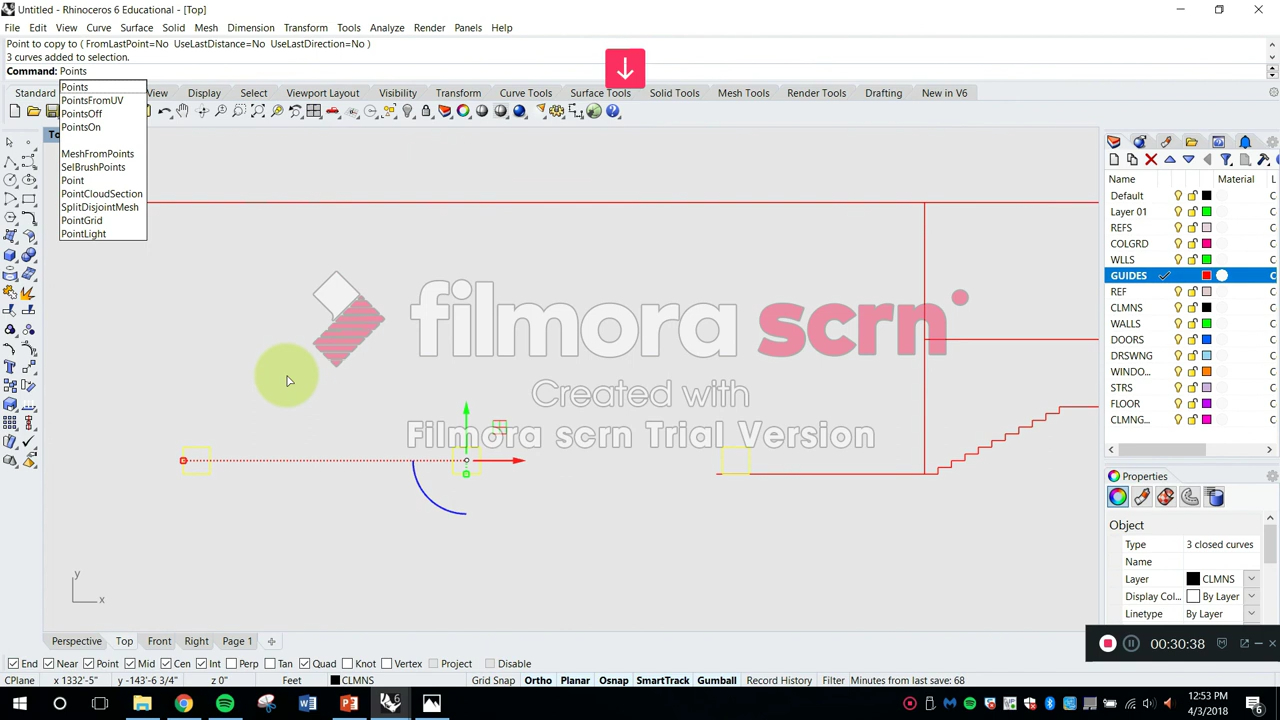 Untitled - Rhinoceros 6 Educational - [Top]
File Edit View Curve Surface Solid Mesh Dimension Transform Tools Analyze Render Panels Help
Point to copy to ( FromLastPoint=No UseLastDistance=No UseLastDirection=No )
3 curves added to selection.
Command: Points
Points
PointsFromUV
PointsOff
PointsOn
MeshFromPoints
SelBrushPoints
Point
PointCloudSection
SplitDisjointMesh
PointGrid
PointLight
Standard View Display Select Viewport Layout Visibility Transform Curve Tools Surface Tools Solid Tools Mesh Tools Render Tools Drafting New in V6
To
Name Material L
Default C
Layer 01 C
REFS C
COLGRD C
WLLS C
GUIDES C
REF C
CLMNS C
WALLS C
DOORS C
DRSWNG C
WINDO... C
STRS C
FLOOR C
CLMNG... C
filmora scrn
Created with
Filmora scrn Trial Version
y
x
Properties
Object
Type 3 closed curves
Name
Layer CLMNS
Display Col... By Layer
Linetype By Layer
00:30:38
Perspective Top Front Right Page 1
End Near Point Mid Cen Int Perp Tan Quad Knot Vertex Project Disable
CPlane x 1332'-5" y -143'-6 3/4" z 0" Feet CLMNS Grid Snap Ortho Planar Osnap SmartTrack Gumball Record History Filter Minutes from last save: 68
12:53 PM
4/3/2018
6